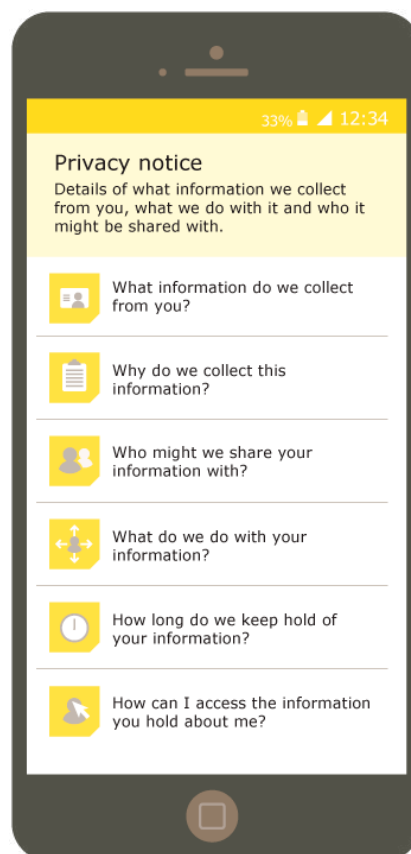 33% 12:34
Privacy notice
Details of what information we collect
from you, what we do with it and who it
might be shared with.
What information do we collect
from you?
Why do we collect this
information?
Who might we share your
information with?
What do we do with your
information?
How long do we keep hold of
your information?
How can I access the information
you hold about me?